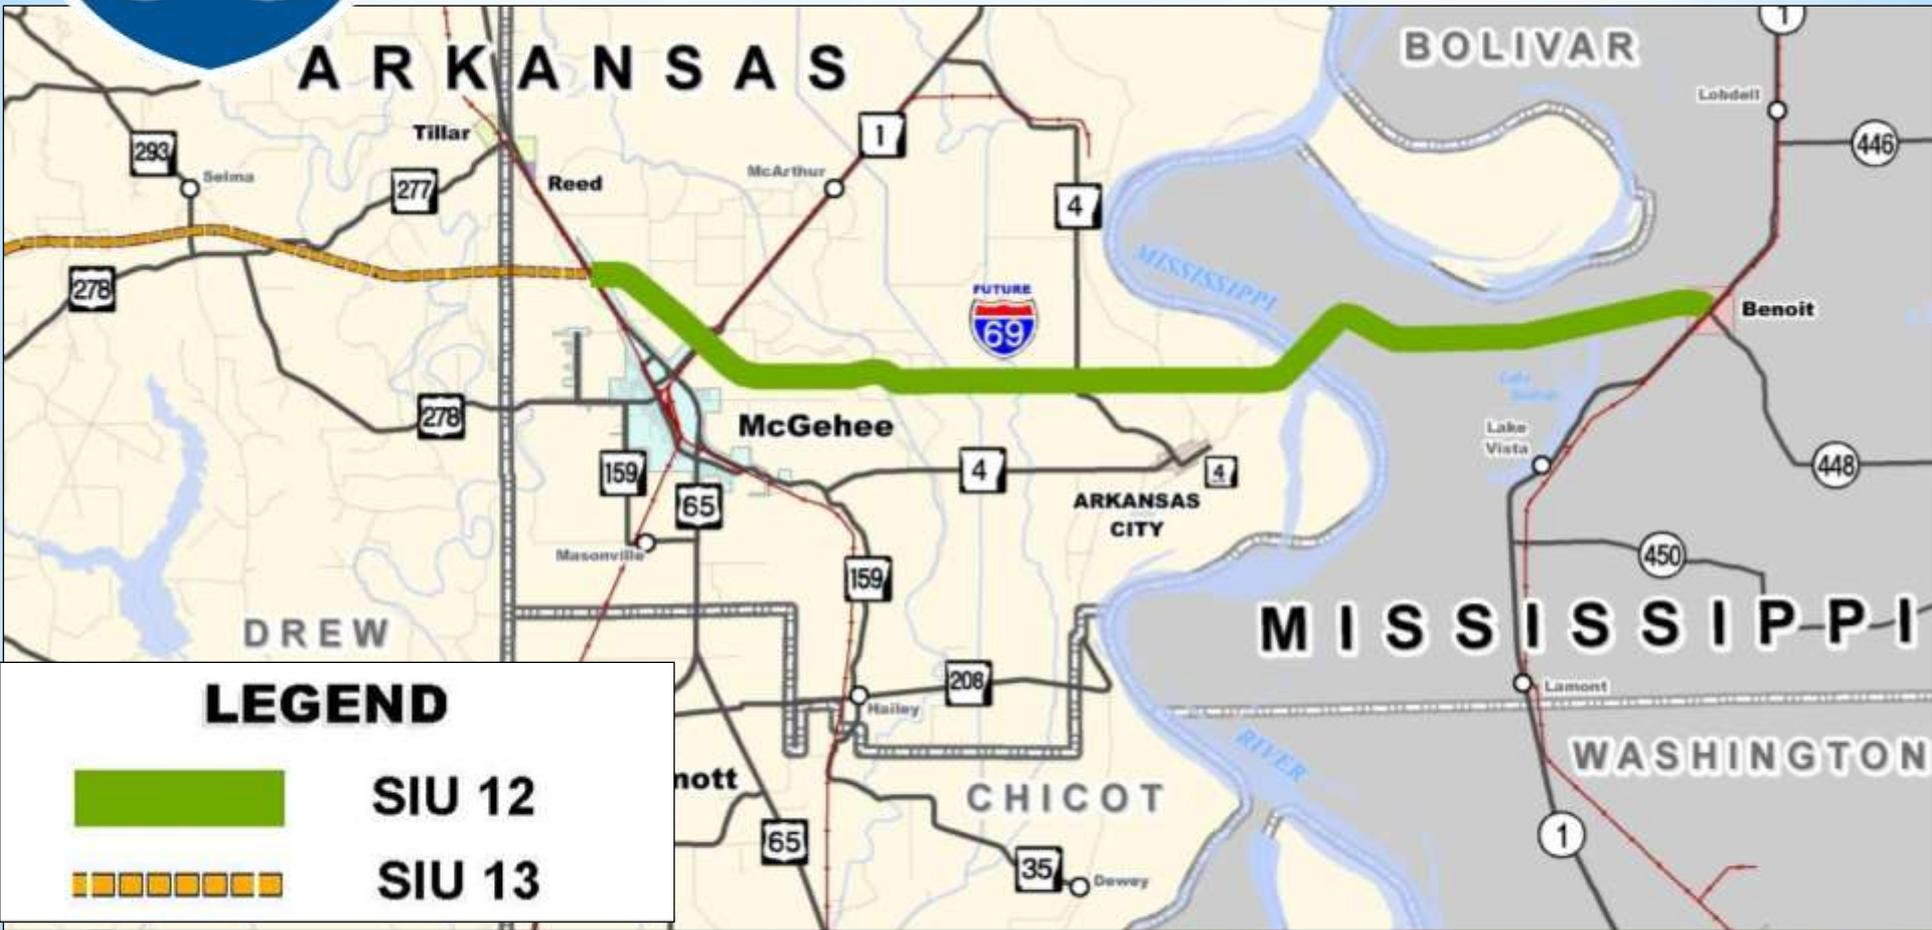 ARKANSAS
BOLIVAR
1
Lobdell
446
Tillar
293
Selma
277
Reed
McArthur
1
4
MISSISSIPPI
278
FUTURE
69
Benoit
278
McGehee
Lake
Vista
448
159
65
4
4
ARKANSAS
CITY
Masonville
450
159
DREW
MISSISSIPPI
208
Hailey
Lamont
RIVER
WASHINGTON
LEGEND
SIU 12
SIU 13
mott
CHICOT
65
35
Dewey
1